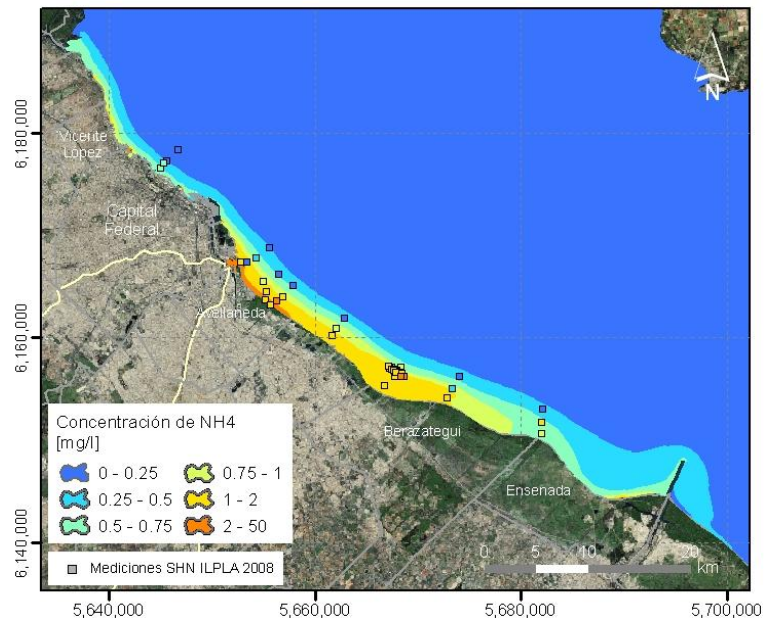 6,180,000
6,160,000
6,140,000
N
Vicente
López
Capital
Federal
Avellaneda
Berazategui
Ensenada
Concentración de NH4
[mg/l]
0 - 0.25
0.25 - 0.5
0.5 - 0.75
0.75 - 1
1 - 2
2 - 50
Mediciones SHN ILPLA 2008
0 5 10 20
km
5,640,000 5,660,000 5,680,000 5,700,000